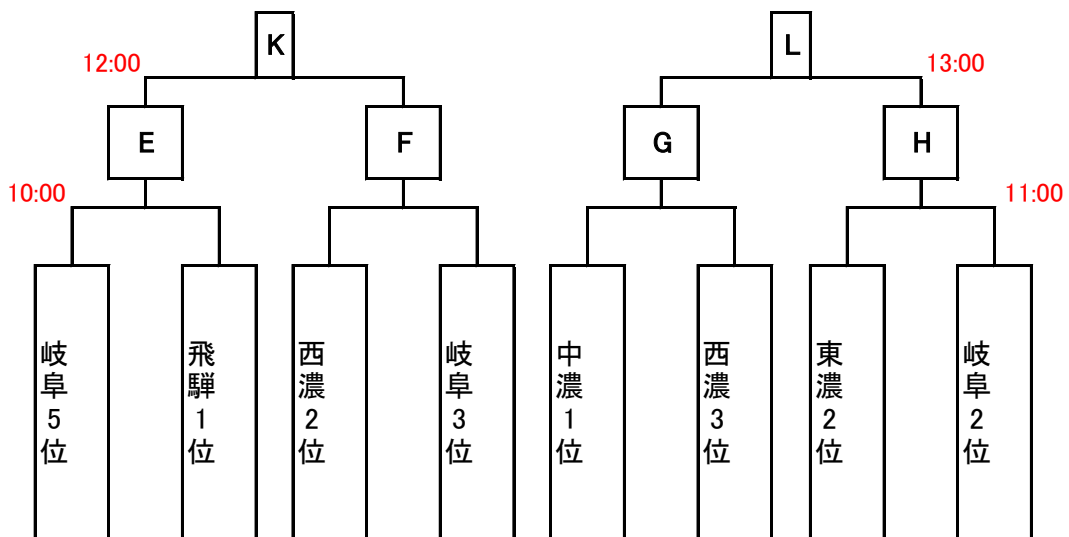 K
L
12:00
13:00
E
F
G
H
10:00
11:00
岐阜5位
飛騨1位
西濃2位
岐阜3位
中濃1位
西濃3位
東濃2位
岐阜2位